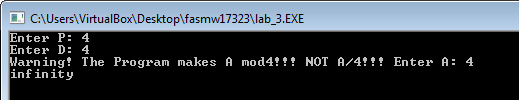 C:\Users\VirtualBox\Desktop\fasmw17323\lab_3.EXE
Enter P: 4
Enter D: 4
Warning! The Program makes A mod4!!! NOT A/4!!! Enter A: 4
infinity